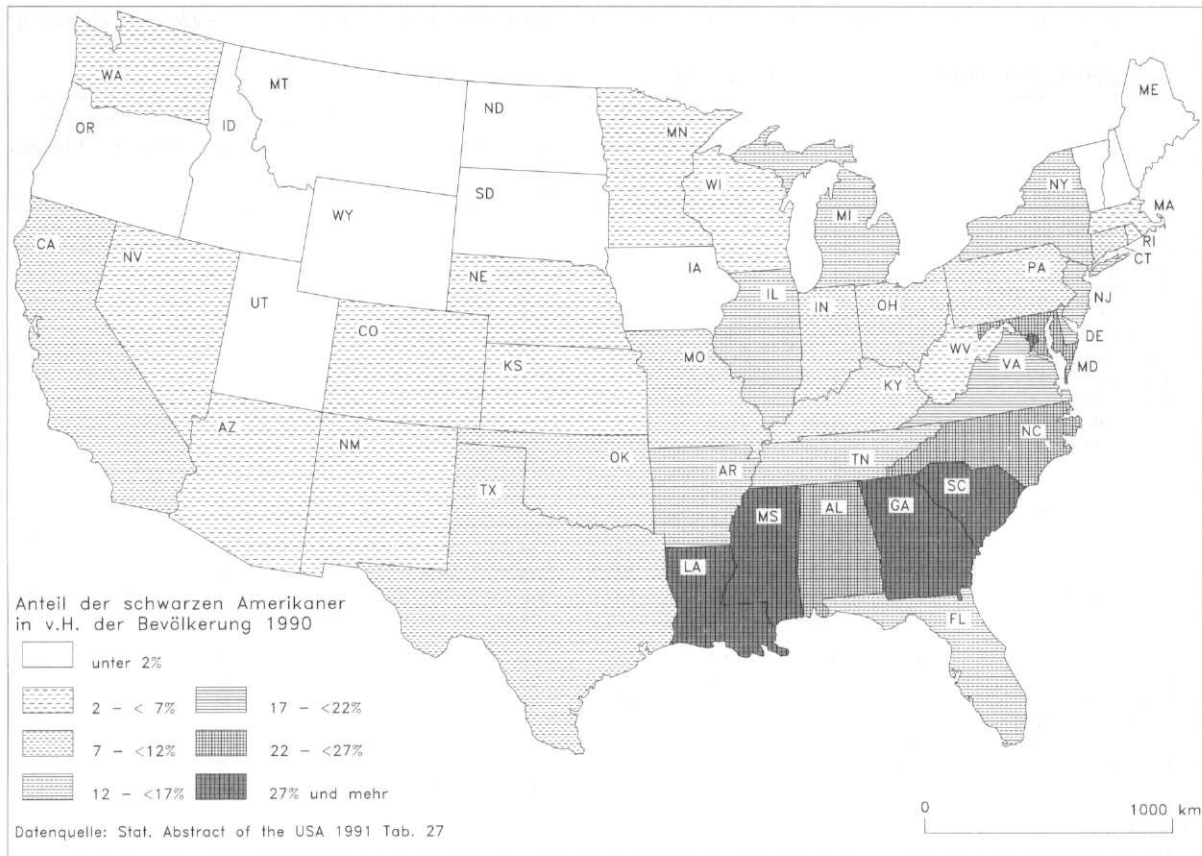 WA
MT
ND
MN
ME
OR
ID
SD
WI
MI
NY
MA
WY
RI
CT
CA
NV
NE
IA
PA
UT
CO
IL
IN
OH
NJ
DE
KS
MO
WV
VA
MD
KY
AZ
NM
OK
AR
TN
NC
TX
MS
AL
GA
SC
LA
FL
Anteil der schwarzen Amerikaner
in v.H. der Bevölkerung 1990
unter 2%
2 - < 7%
17 - <22%
7 - <12%
22 - <27%
12 - <17%
27% und mehr
Datenquelle: Stat. Abstract of the USA 1991 Tab. 27
0 1000 km